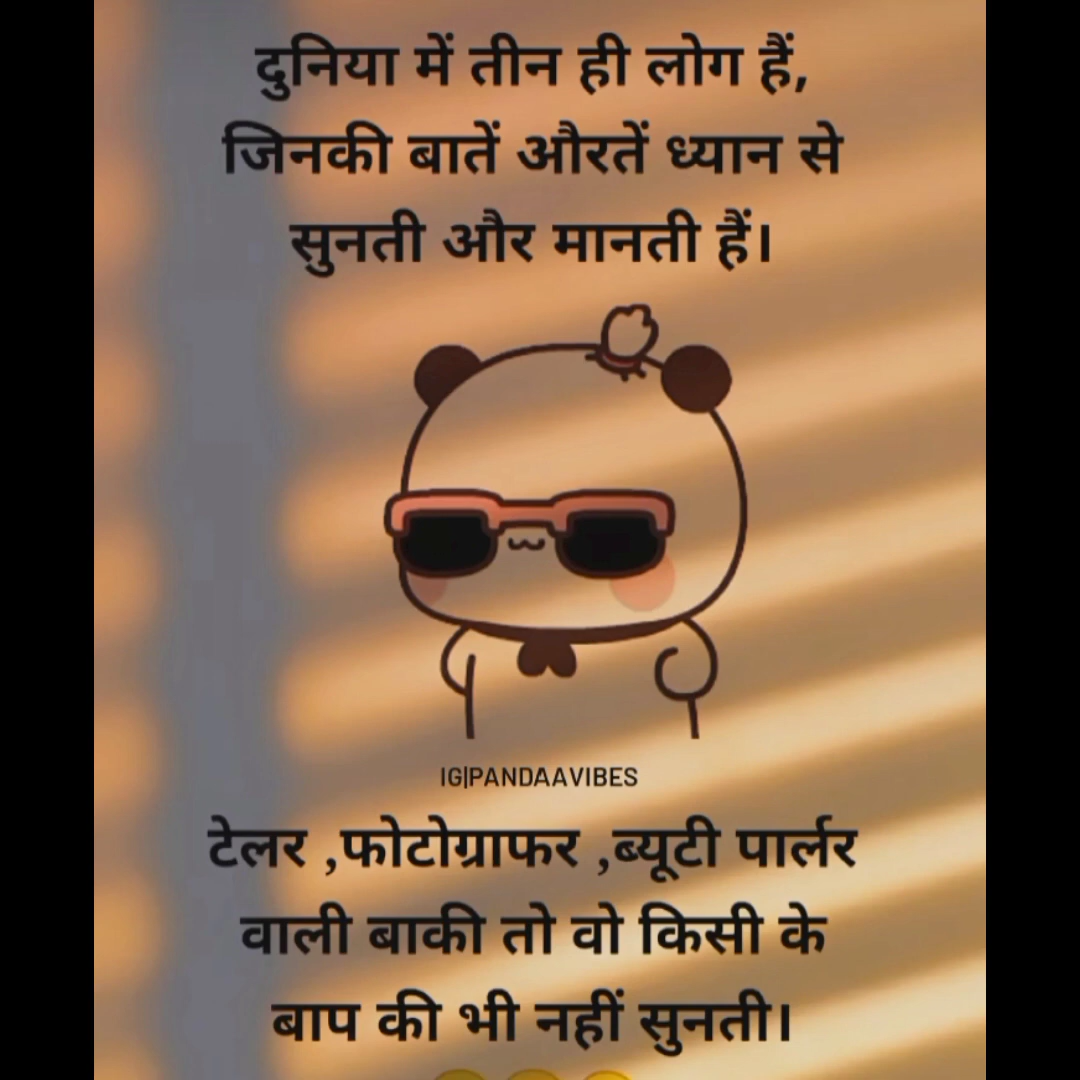 दुनिया में तीन ही लोग हैं,
जिनकी बातें औरतें ध्यान से
सुनती और मानती हैं।
IG|PANDAAVIBES
टेलर ,फोटोग्राफर ,ब्यूटी पार्लर
वाली बाकी तो वो किसी के
बाप की भी नहीं सुनती।